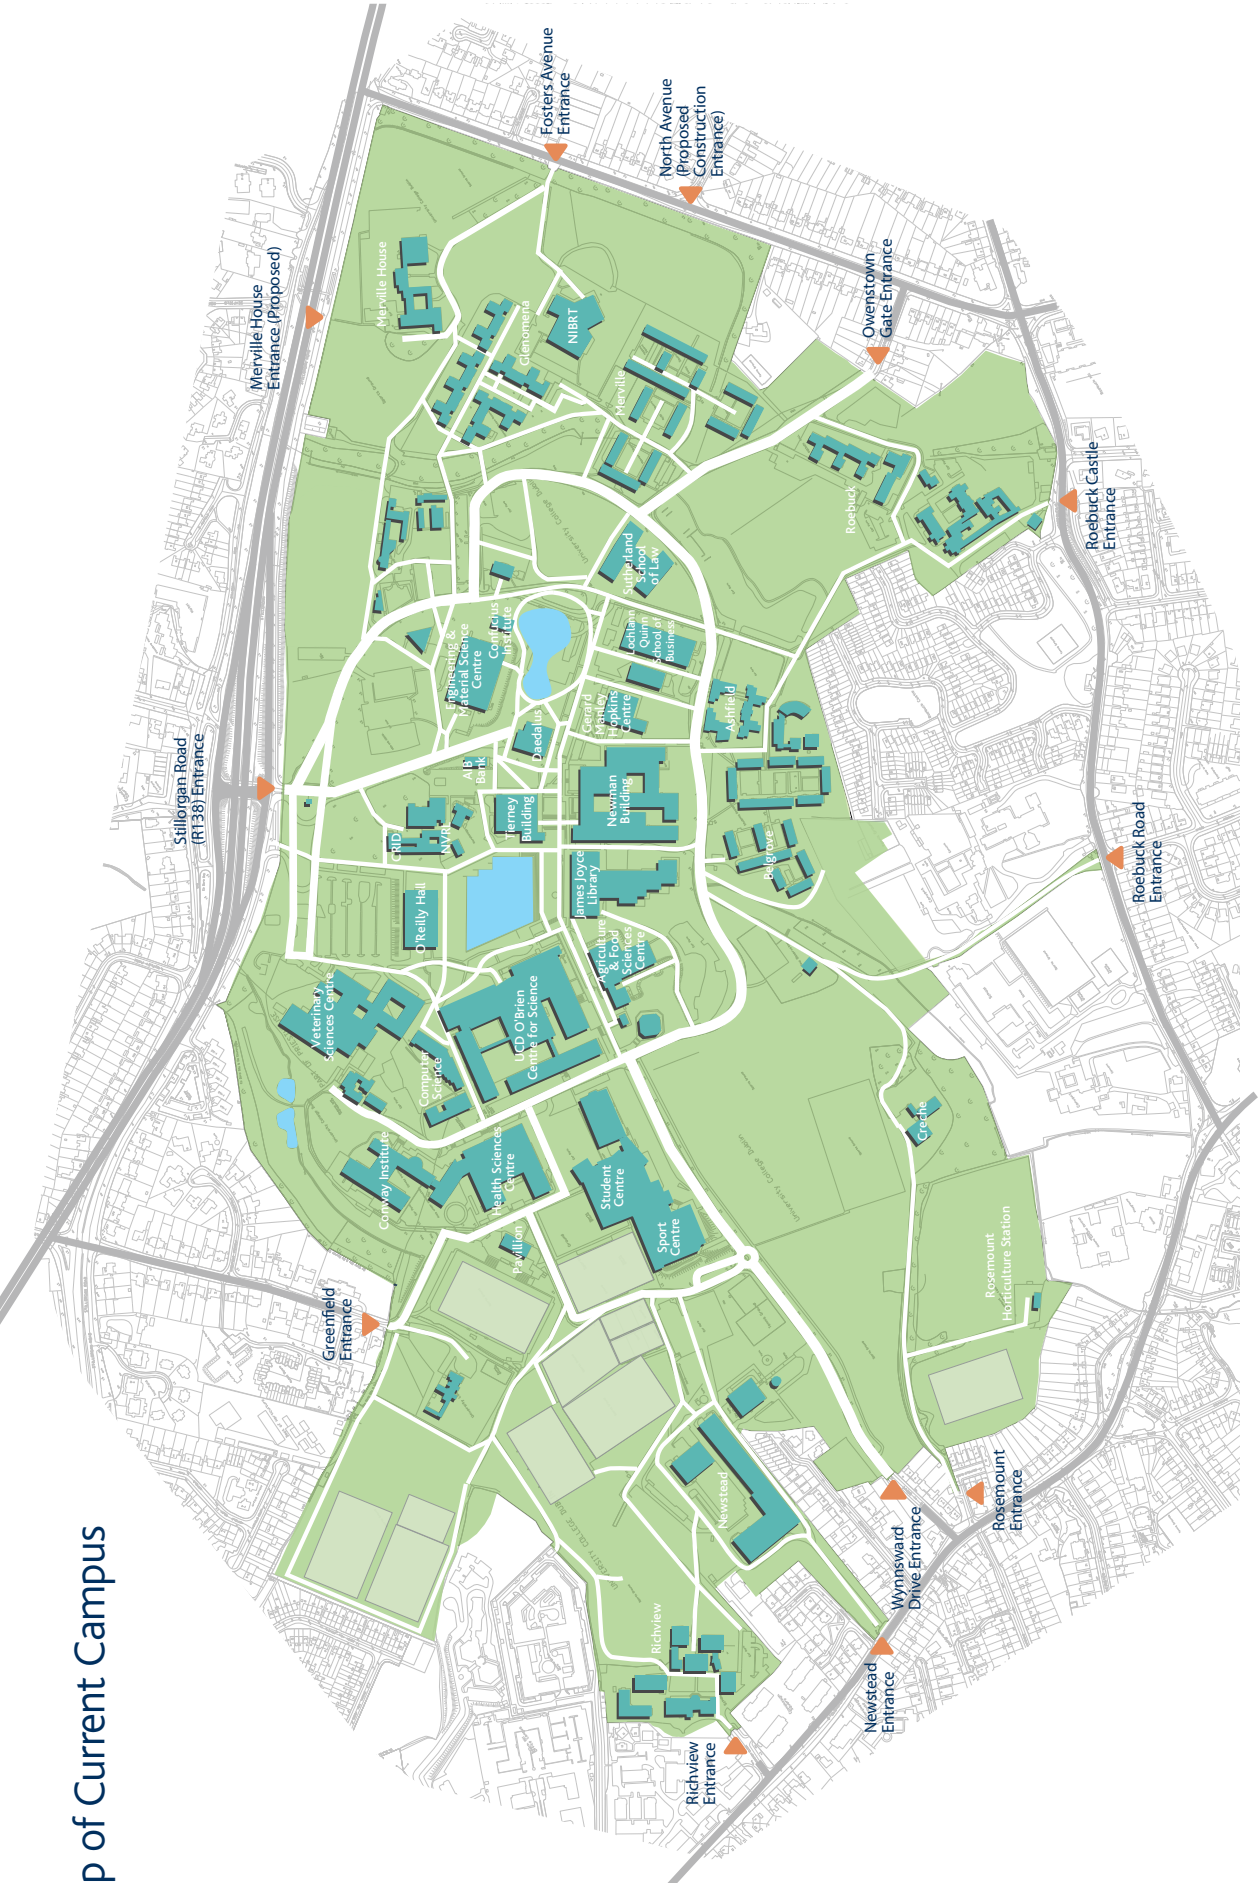 p of Current Campus
Fosters Avenue
Entrance
North Avenue
(Proposed
Construction
Entrance)
Merville House
Entrance (Proposed)
Owenstown
Gate Entrance
Roebuck Castle
Entrance
Stillorgan Road
(R138) Entrance
Roebuck Road
Entrance
Greenfield
Entrance
Rosemount
Entrance
Wynnsward
Drive Entrance
Newstead
Entrance
Richview
Entrance
Merville House
Glenomena
NIBRT
Merville
Roebuck
Sutherland
School
of Law
Confucius
Institute
Engineering &
Material Science
Centre
Lochlann
Quinn
School of
Business
Gerard
Manley
Hopkins
Centre
Ashfield
Daedalus
AIB
Bank
Newman
Building
Tierney
Building
CRID
NVRL
Belgrove
James Joyce
Library
O'Reilly Hall
Agriculture
& Food
Sciences
Centre
Veterinary
Sciences Centre
UCD O'Brien
Centre for Science
Computer
Science
Creche
Conway Institute
Health Sciences
Centre
Student
Centre
Sport
Centre
Pavillion
Rosemount
Horticulture Station
Newstead
Richview
University College Dublin